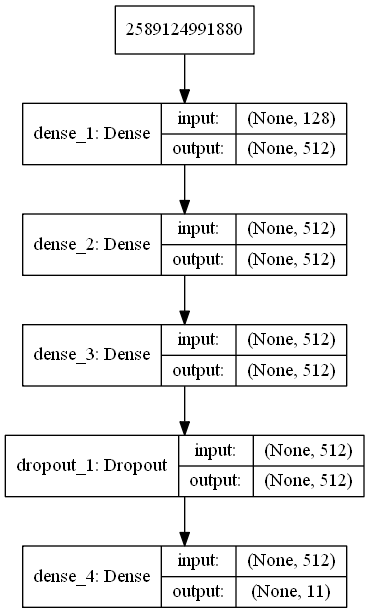 2589124991880
dense_1: Dense
input: (None, 128)
output: (None, 512)
dense_2: Dense
input: (None, 512)
output: (None, 512)
dense_3: Dense
input: (None, 512)
output: (None, 512)
dropout_1: Dropout
input: (None, 512)
output: (None, 512)
dense_4: Dense
input: (None, 512)
output: (None, 11)